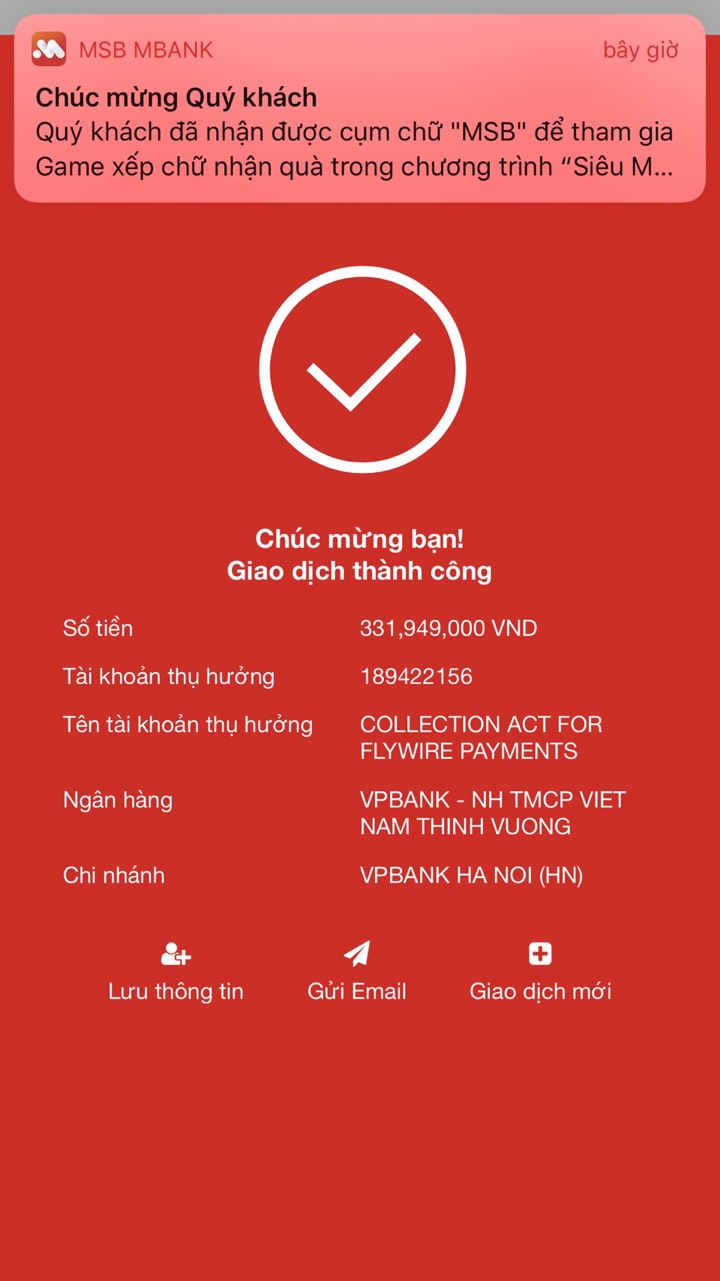 MSB MBANK
bây giờ
Chúc mừng Quý khách
Quý khách đã nhận được cụm chữ "MSB" để tham gia
Game xếp chữ nhận quà trong chương trình “Siêu M...
Chúc mừng bạn!
Giao dịch thành công
Số tiền
331,949,000 VND
Tài khoản thụ hưởng
189422156
Tên tài khoản thụ hưởng
COLLECTION ACT FOR
FLYWIRE PAYMENTS
Ngân hàng
VPBANK - NH TMCP VIET
NAM THINH VUONG
Chi nhánh
VPBANK HA NOI (HN)
Lưu thông tin
Gửi Email
Giao dịch mới